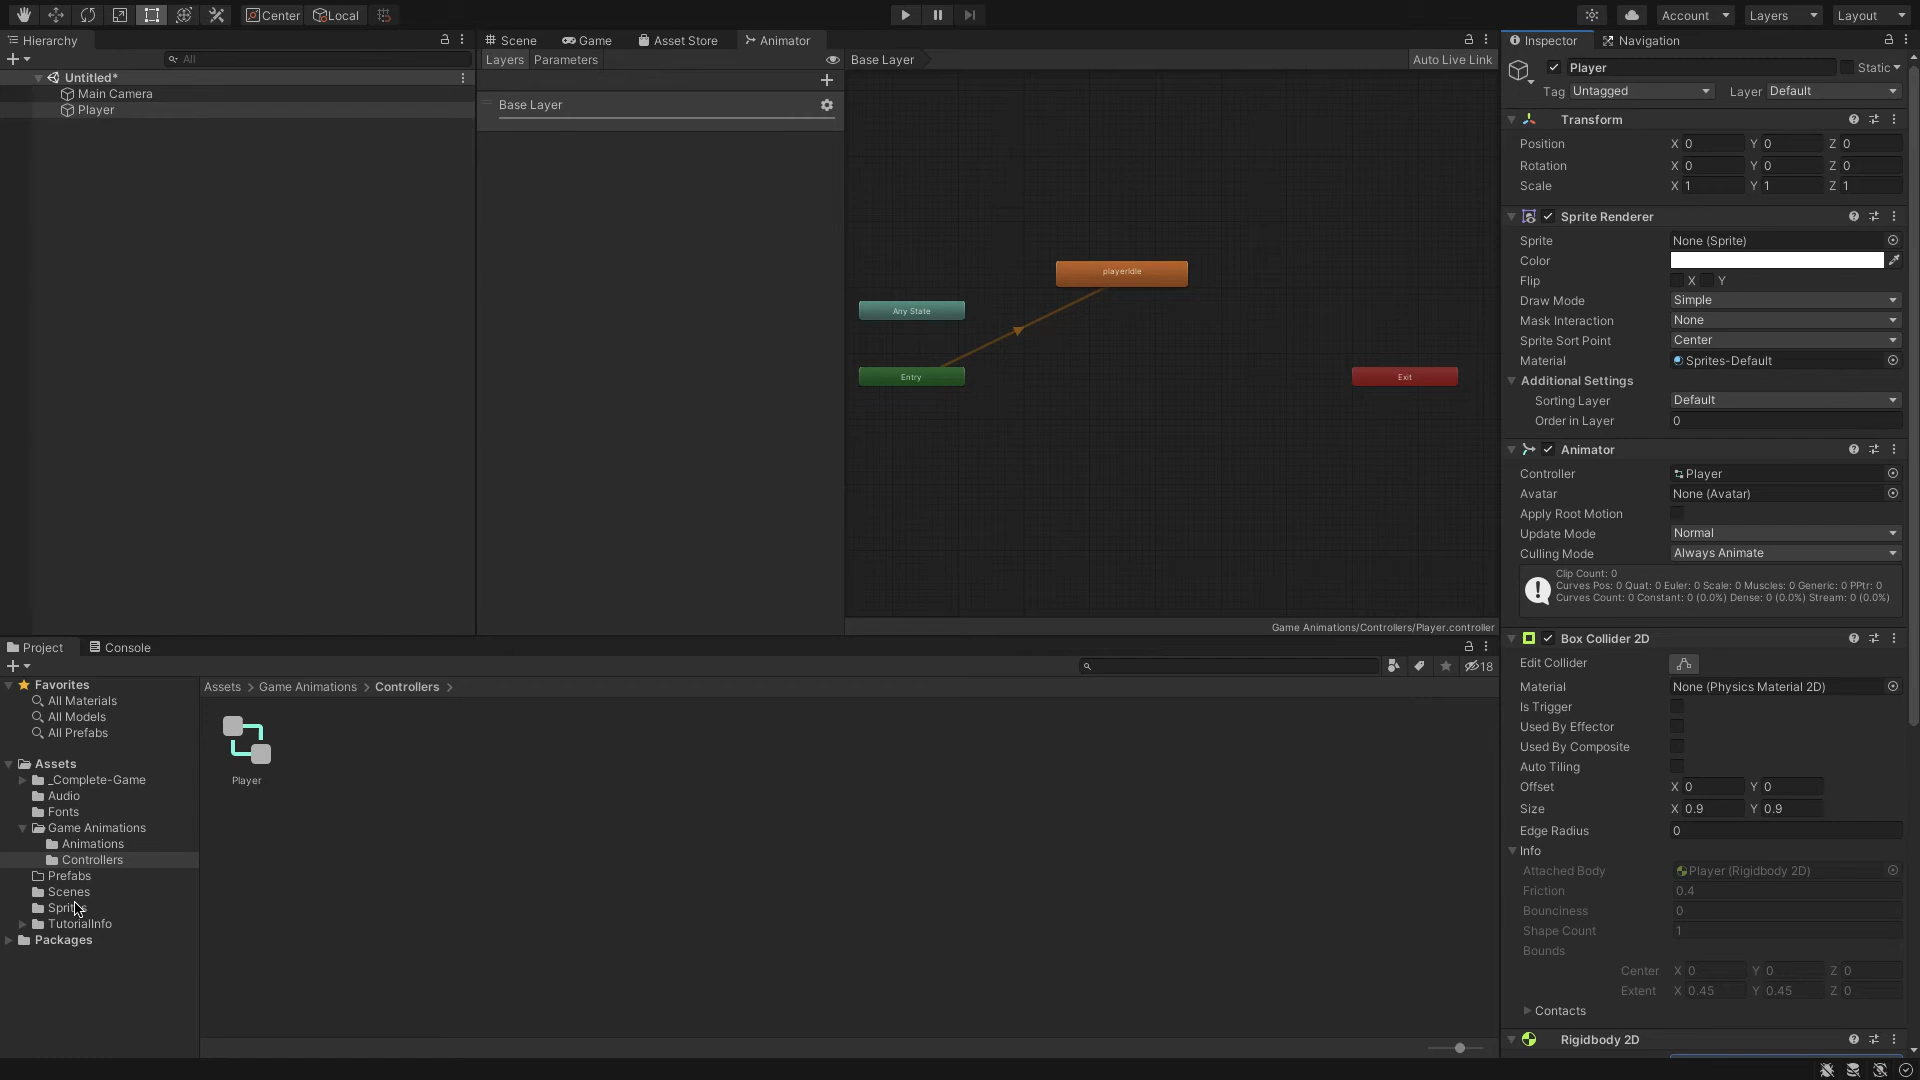 Center
Local
Account
Layers
Layout
Hierarchy
All
Untitled*
Main Camera
Player
Scene
Game
Asset Store
Animator
Layers
Parameters
Base Layer
Base Layer
Auto Live Link
playerIdle
Any State
Entry
Exit
Game Animations/Controllers/Player.controller
Inspector
Navigation
Player
Static
Tag Untagged
Layer Default
Transform
Position X 0 Y 0 Z 0
Rotation X 0 Y 0 Z 0
Scale X 1 Y 1 Z 1
Sprite Renderer
Sprite None (Sprite)
Color
Flip X Y
Draw Mode Simple
Mask Interaction None
Sprite Sort Point Center
Material Sprites-Default
Additional Settings
Sorting Layer Default
Order in Layer 0
Animator
Controller Player
Avatar None (Avatar)
Apply Root Motion
Update Mode Normal
Culling Mode Always Animate
Clip Count: 0
Curves Pos: 0 Quat: 0 Euler: 0 Scale: 0 Muscles: 0 Generic: 0 PPtr: 0
Curves Count: 0 Constant: 0 (0.0%) Dense: 0 (0.0%) Stream: 0 (0.0%)
Box Collider 2D
Edit Collider
Material None (Physics Material 2D)
Is Trigger
Used By Effector
Used By Composite
Auto Tiling
Offset X 0 Y 0
Size X 0.9 Y 0.9
Edge Radius 0
Info
Attached Body Player (Rigidbody 2D)
Friction 0.4
Bounciness 0
Shape Count 1
Bounds
Center X 0 Y 0 Z 0
Extent X 0.45 Y 0.45 Z 0
Contacts
Rigidbody 2D
Project
Console
18
Favorites
All Materials
All Models
All Prefabs
Assets
_Complete-Game
Audio
Fonts
Game Animations
Animations
Controllers
Prefabs
Scenes
Sprites
TutorialInfo
Packages
Assets > Game Animations > Controllers >
Player